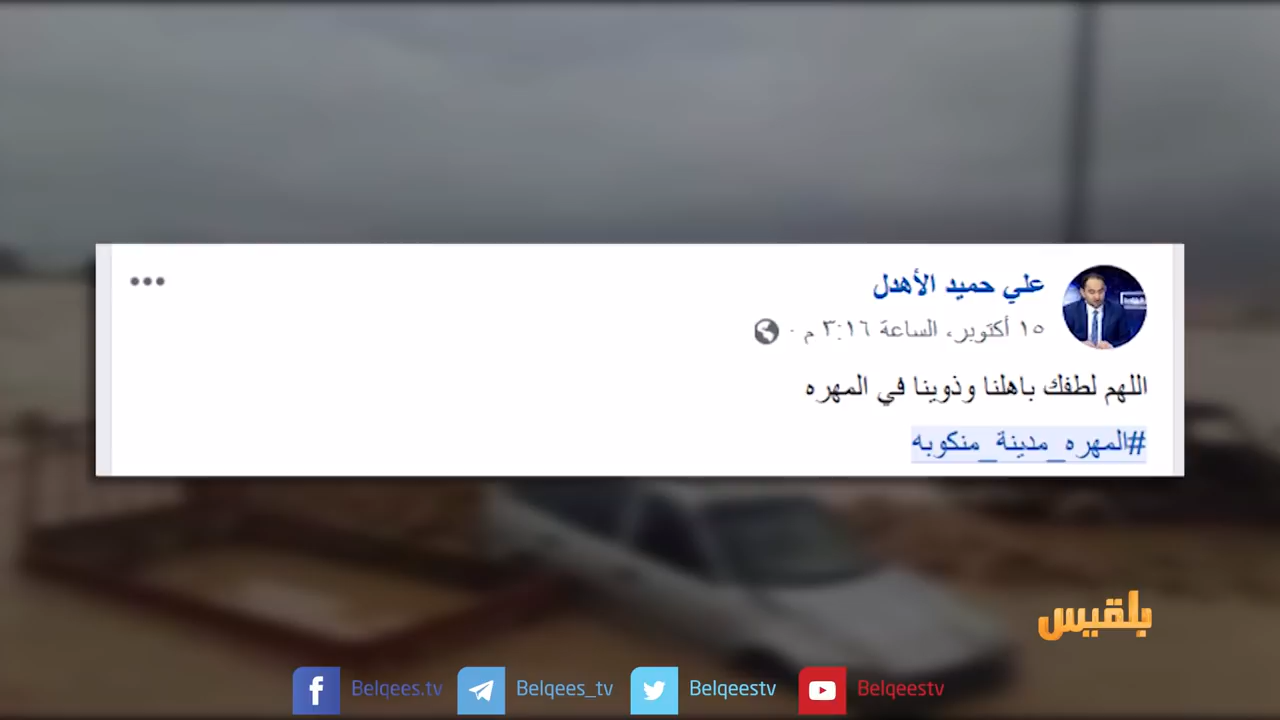 علي حميد الأهدل
١٥ أكتوبر، الساعة ٣:١٦ م ·
اللهم لطفك باهلنا وذوينا في المهره
#المهره_مدينة_منكوبه
بلقيس
Belqees.tv Belqees_tv Belqeestv Belqeestv